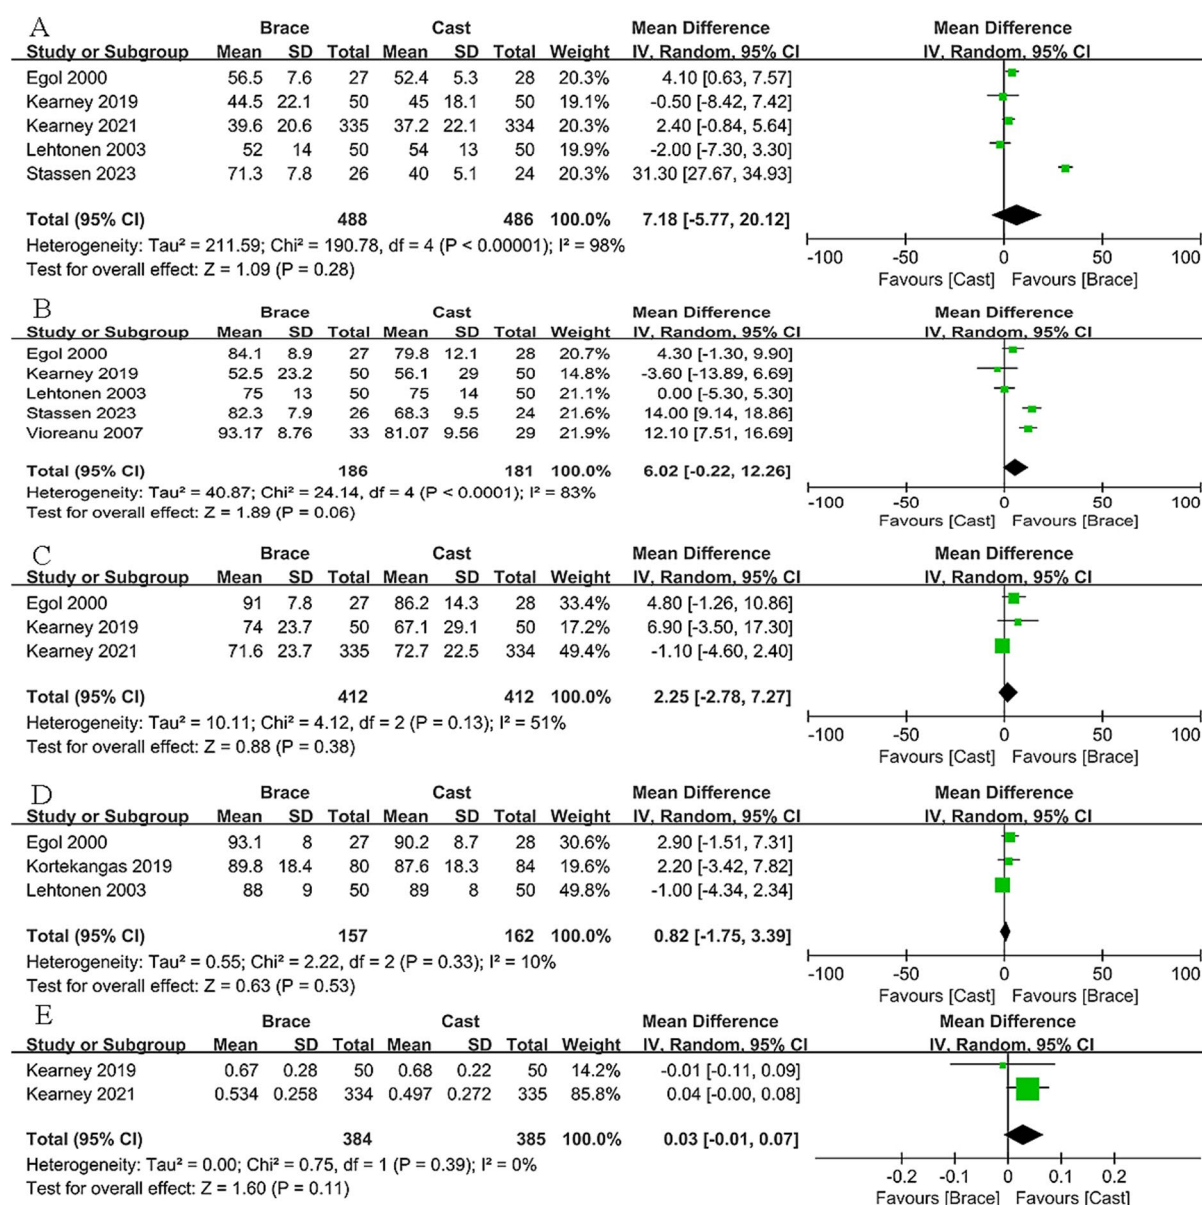 A
Brace Cast Mean Difference Mean Difference
Study or Subgroup Mean SD Total Mean SD Total Weight IV, Random, 95% CI IV, Random, 95% CI
Egol 2000 56.5 7.6 27 52.4 5.3 28 20.3% 4.10 [0.63, 7.57]
Kearney 2019 44.5 22.1 50 45 18.1 50 19.1% -0.50 [-8.42, 7.42]
Kearney 2021 39.6 20.6 335 37.2 22.1 334 20.3% 2.40 [-0.84, 5.64]
Lehtonen 2003 52 14 50 54 13 50 19.9% -2.00 [-7.30, 3.30]
Stassen 2023 71.3 7.8 26 40 5.1 24 20.3% 31.30 [27.67, 34.93]
Total (95% CI) 488 486 100.0% 7.18 [-5.77, 20.12]
Heterogeneity: Tau² = 211.59; Chi² = 190.78, df = 4 (P < 0.00001); I² = 98%
Test for overall effect: Z = 1.09 (P = 0.28)
-100 -50 0 50 100
Favours [Cast] Favours [Brace]
B
Brace Cast Mean Difference Mean Difference
Study or Subgroup Mean SD Total Mean SD Total Weight IV, Random, 95% CI IV, Random, 95% CI
Egol 2000 84.1 8.9 27 79.8 12.1 28 20.7% 4.30 [-1.30, 9.90]
Kearney 2019 52.5 23.2 50 56.1 29 50 14.8% -3.60 [-13.89, 6.69]
Lehtonen 2003 75 13 50 75 14 50 21.1% 0.00 [-5.30, 5.30]
Stassen 2023 82.3 7.9 26 68.3 9.5 24 21.6% 14.00 [9.14, 18.86]
Vioreanu 2007 93.17 8.76 33 81.07 9.56 29 21.9% 12.10 [7.51, 16.69]
Total (95% CI) 186 181 100.0% 6.02 [-0.22, 12.26]
Heterogeneity: Tau² = 40.87; Chi² = 24.14, df = 4 (P < 0.0001); I² = 83%
Test for overall effect: Z = 1.89 (P = 0.06)
-100 -50 0 50 100
Favours [Cast] Favours [Brace]
C
Brace Cast Mean Difference Mean Difference
Study or Subgroup Mean SD Total Mean SD Total Weight IV, Random, 95% CI IV, Random, 95% CI
Egol 2000 91 7.8 27 86.2 14.3 28 33.4% 4.80 [-1.26, 10.86]
Kearney 2019 74 23.7 50 67.1 29.1 50 17.2% 6.90 [-3.50, 17.30]
Kearney 2021 71.6 23.7 335 72.7 22.5 334 49.4% -1.10 [-4.60, 2.40]
Total (95% CI) 412 412 100.0% 2.25 [-2.78, 7.27]
Heterogeneity: Tau² = 10.11; Chi² = 4.12, df = 2 (P = 0.13); I² = 51%
Test for overall effect: Z = 0.88 (P = 0.38)
-100 -50 0 50 100
Favours [Cast] Favours [Brace]
D
Brace Cast Mean Difference Mean Difference
Study or Subgroup Mean SD Total Mean SD Total Weight IV, Random, 95% CI IV, Random, 95% CI
Egol 2000 93.1 8 27 90.2 8.7 28 30.6% 2.90 [-1.51, 7.31]
Kortekangas 2019 89.8 18.4 80 87.6 18.3 84 19.6% 2.20 [-3.42, 7.82]
Lehtonen 2003 88 9 50 89 8 50 49.8% -1.00 [-4.34, 2.34]
Total (95% CI) 157 162 100.0% 0.82 [-1.75, 3.39]
Heterogeneity: Tau² = 0.55; Chi² = 2.22, df = 2 (P = 0.33); I² = 10%
Test for overall effect: Z = 0.63 (P = 0.53)
-100 -50 0 50 100
Favours [Cast] Favours [Brace]
E
Brace Cast Mean Difference Mean Difference
Study or Subgroup Mean SD Total Mean SD Total Weight IV, Random, 95% CI IV, Random, 95% CI
Kearney 2019 0.67 0.28 50 0.68 0.22 50 14.2% -0.01 [-0.11, 0.09]
Kearney 2021 0.534 0.258 334 0.497 0.272 335 85.8% 0.04 [-0.00, 0.08]
Total (95% CI) 384 385 100.0% 0.03 [-0.01, 0.07]
Heterogeneity: Tau² = 0.00; Chi² = 0.75, df = 1 (P = 0.39); I² = 0%
Test for overall effect: Z = 1.60 (P = 0.11)
-0.2 -0.1 0 0.1 0.2
Favours [Brace] Favours [Cast]